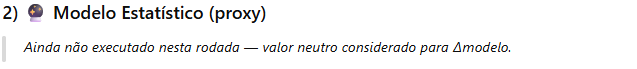 2) 🔮 Modelo Estatístico (proxy)
Ainda não executado nesta rodada — valor neutro considerado para Δmodelo.